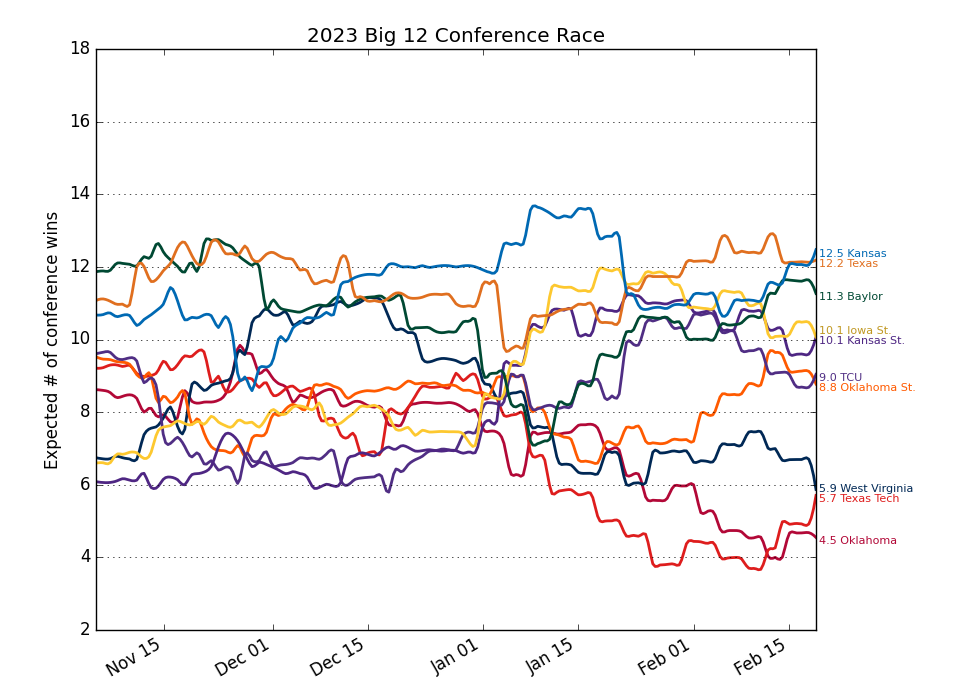 2023 Big 12 Conference Race
Expected # of conference wins
18
16
14
12
10
8
6
4
2
12.5 Kansas
12.2 Texas
11.3 Baylor
10.1 Iowa St.
10.1 Kansas St.
9.0 TCU
8.8 Oklahoma St.
5.9 West Virginia
5.7 Texas Tech
4.5 Oklahoma
Nov 15
Dec 01
Dec 15
Jan 01
Jan 15
Feb 01
Feb 15